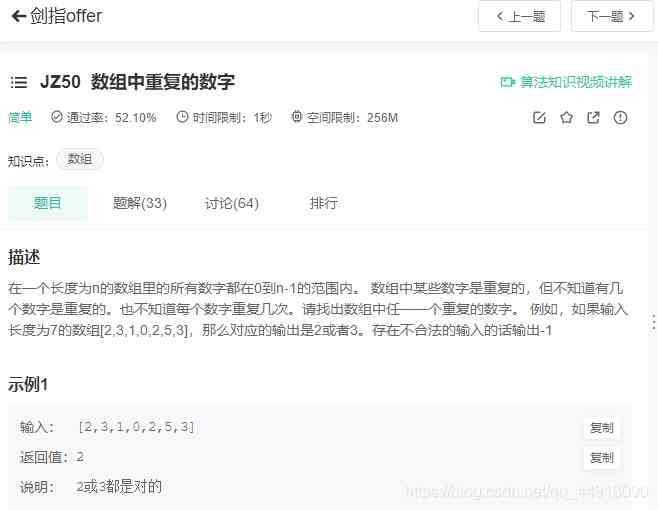 剑指offer
上一题
下一题
JZ50 数组中重复的数字
算法知识视频讲解
简单 通过率：52.10% 时间限制：1秒 空间限制：256M
知识点： 数组
题目 题解(33) 讨论(64) 排行
描述
在一个长度为n的数组里的所有数字都在0到n-1的范围内。 数组中某些数字是重复的，但不知道有几
个数字是重复的。也不知道每个数字重复几次。请找出数组中任一一个重复的数字。 例如，如果输入
长度为7的数组[2,3,1,0,2,5,3]，那么对应的输出是2或者3。存在不合法的输入的话输出-1
示例1
输入： [2,3,1,0,2,5,3] 复制
返回值：2 复制
说明： 2或3都是对的